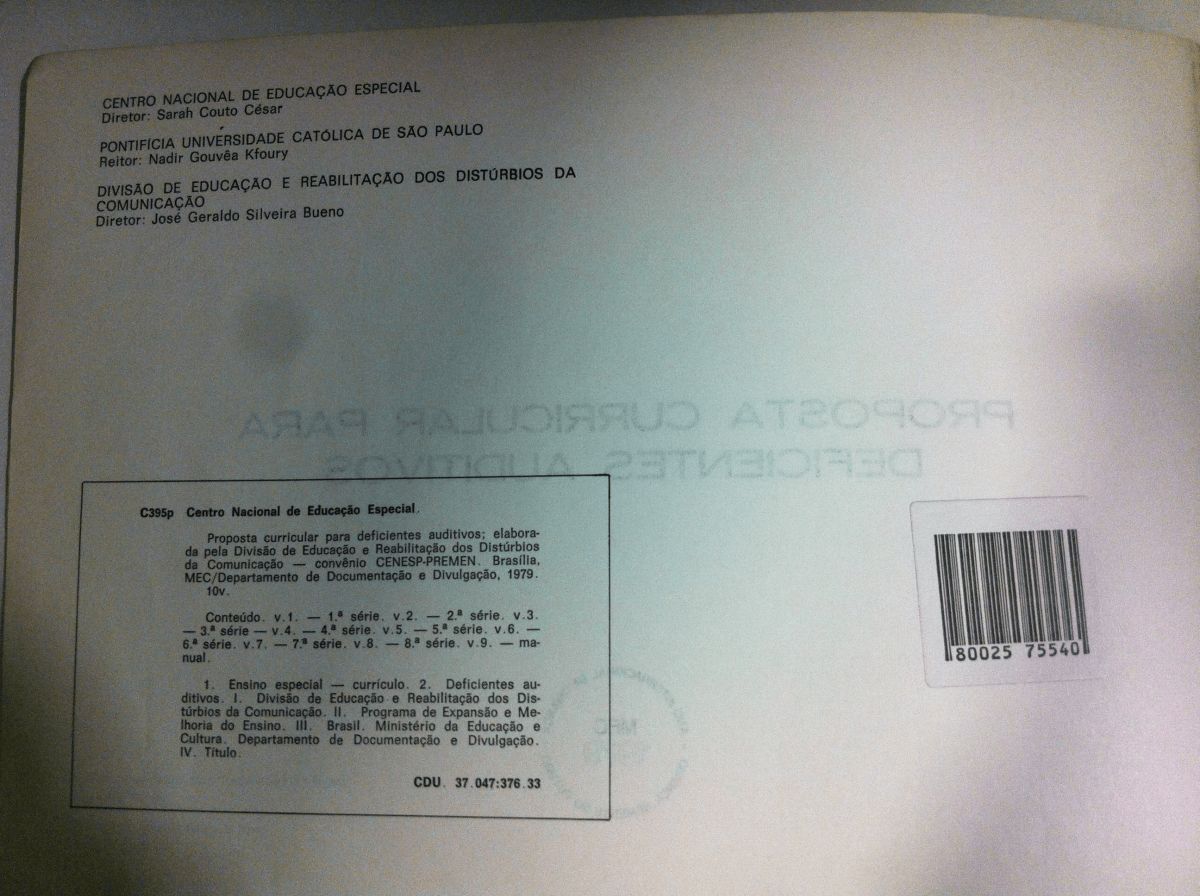 CENTRO NACIONAL DE EDUCAÇÃO ESPECIAL
Diretor: Sarah Couto César
PONTIFÍCIA UNIVERSIDADE CATÓLICA DE SÃO PAULO
Reitor: Nadir Gouvêa Kfoury
DIVISÃO DE EDUCAÇÃO E REABILITAÇÃO DOS DISTÚRBIOS DA
COMUNICAÇÃO
Diretor: José Geraldo Silveira Bueno
PROPOSTA CURRICULAR PARA
DEFICIENTES AUDITIVOS
C395p Centro Nacional de Educação Especial.
Proposta curricular para deficientes auditivos; elabora-
da pela Divisão de Educação e Reabilitação dos Distúrbios
da Comunicação — convênio CENESP-PREMEN. Brasília,
MEC/Departamento de Documentação e Divulgação, 1979.
10v.
Conteúdo. v.1. — 1.ª série. v.2. — 2.ª série. v.3.
— 3.ª série — v.4. — 4.ª série. v.5. — 5.ª série. v.6. —
6.ª série. v.7. — 7.ª série. v.8. — 8.ª série. v.9. — ma-
nual.
1. Ensino especial — currículo. 2. Deficientes au-
ditivos. I. Divisão de Educação e Reabilitação dos Dis-
túrbios da Comunicação. II. Programa de Expansão e Me-
lhoria do Ensino. III. Brasil. Ministério da Educação e
Cultura. Departamento de Documentação e Divulgação.
IV. Título.
CDU. 37.047:376.33
80025 75540
MEC